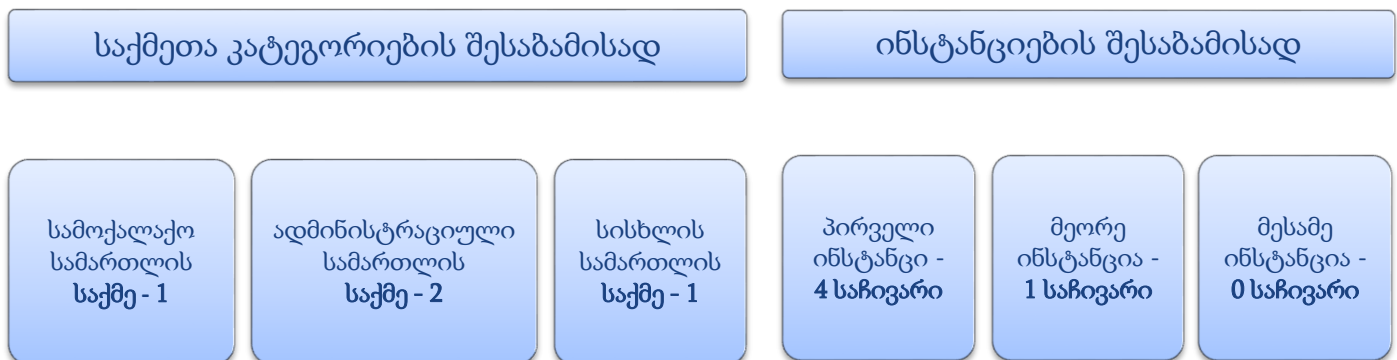 საქმეთა კატეგორიების შესაბამისად
ინსტანციების შესაბამისად
სამოქალაქო
სამართლის
საქმე - 1
ადმინისტრაციული
სამართლის
საქმე – 2
სისხლის
სამართლის
საქმე – 1
პირველი
ინსტანცი -
4 საჩივარი
მეორე
ინსტანცია -
1 საჩივარი
მესამე
ინსტანცია -
0 საჩივარი